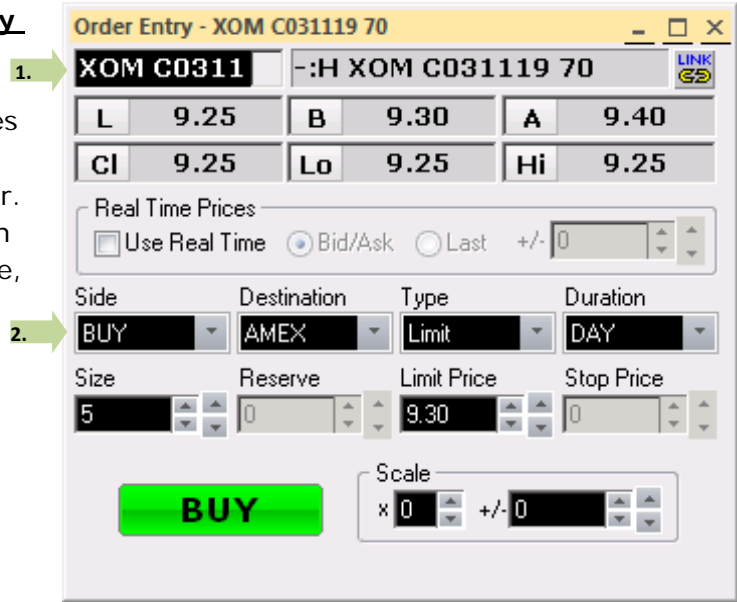 y
Order Entry - XOM C031119 70
1.
XOM C0311 -:H XOM C031119 70 LINK
es
L 9.25 B 9.30 A 9.40
Cl 9.25 Lo 9.25 Hi 9.25
r.
Real Time Prices
n
Use Real Time Bid/Ask Last +/- 0
e,
Side Destination Type Duration
2.
BUY AMEX Limit DAY
Size Reserve Limit Price Stop Price
5 0 9.30 0
Scale
BUY x 0 +/- 0